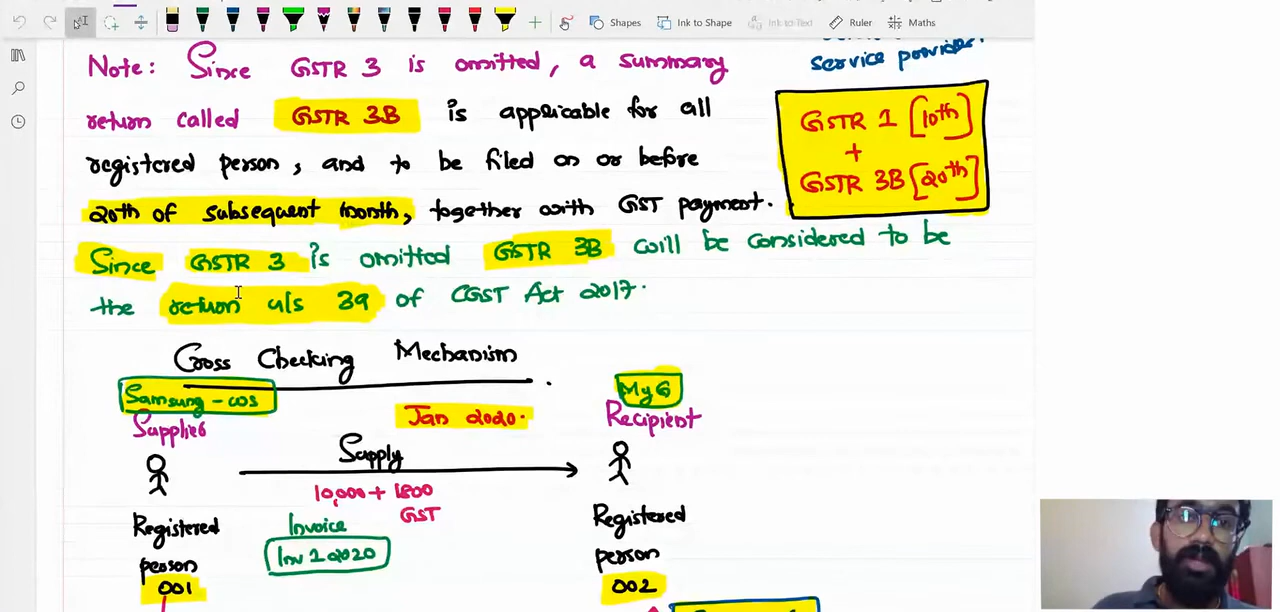 Shapes
Ink to Shape
Ink to Text
Ruler
Maths
service provider.
Note: Since GSTR 3 is omitted, a summary
return called GSTR 3B is applicable for all
registered person, and to be filed on or before
20th of subsequent month, together with GST payment.
GSTR 1 [10th]
+
GSTR 3B [20th]
Since GSTR 3 is omitted GSTR 3B will be considered to be
the return u/s 39 of CGST Act 2017.
Cross Checking Mechanism
Samsung - 003
My G
Supplier
Jan 2020.
Recipient
Supply
10,000 + 1800
GST
Registered
person
001
Invoice
Inv 1 2020
Registered
person
002